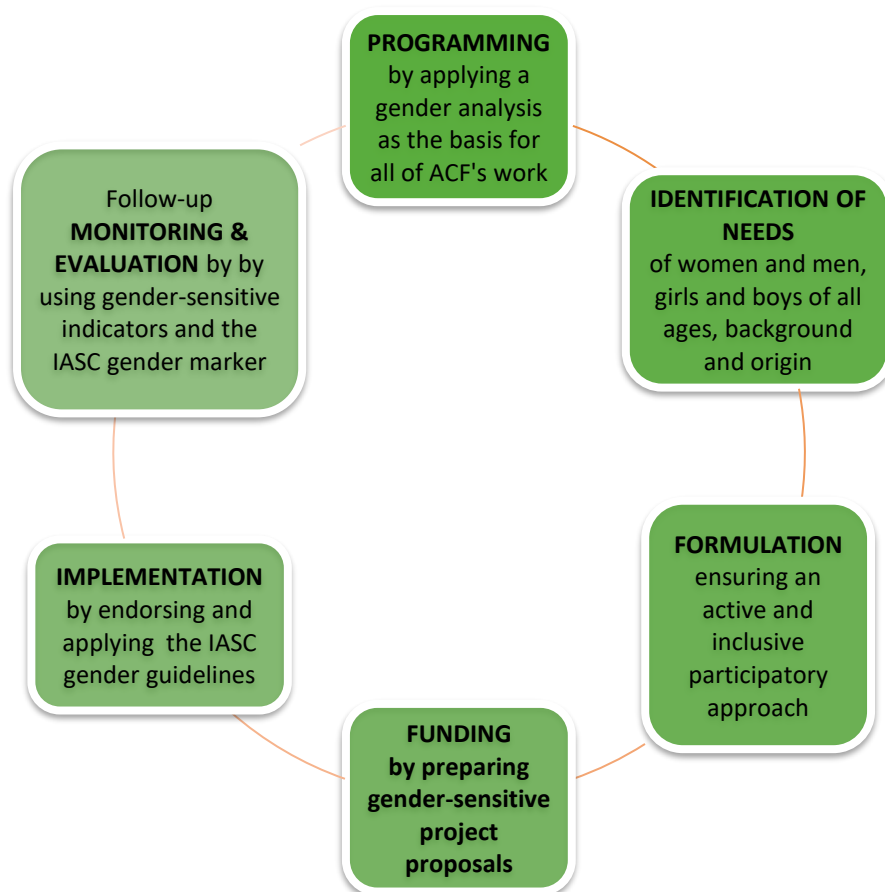 PROGRAMMING
by applying a
gender analysis
as the basis for
all of ACF's work
IDENTIFICATION OF
NEEDS
of women and men,
girls and boys of all
ages, background
and origin
FORMULATION
ensuring an
active and
inclusive
participatory
approach
FUNDING
by preparing
gender-sensitive
project
proposals
IMPLEMENTATION
by endorsing and
applying the IASC
gender guidelines
Follow-up
MONITORING &
EVALUATION by by
using gender-sensitive
indicators and the
IASC gender marker